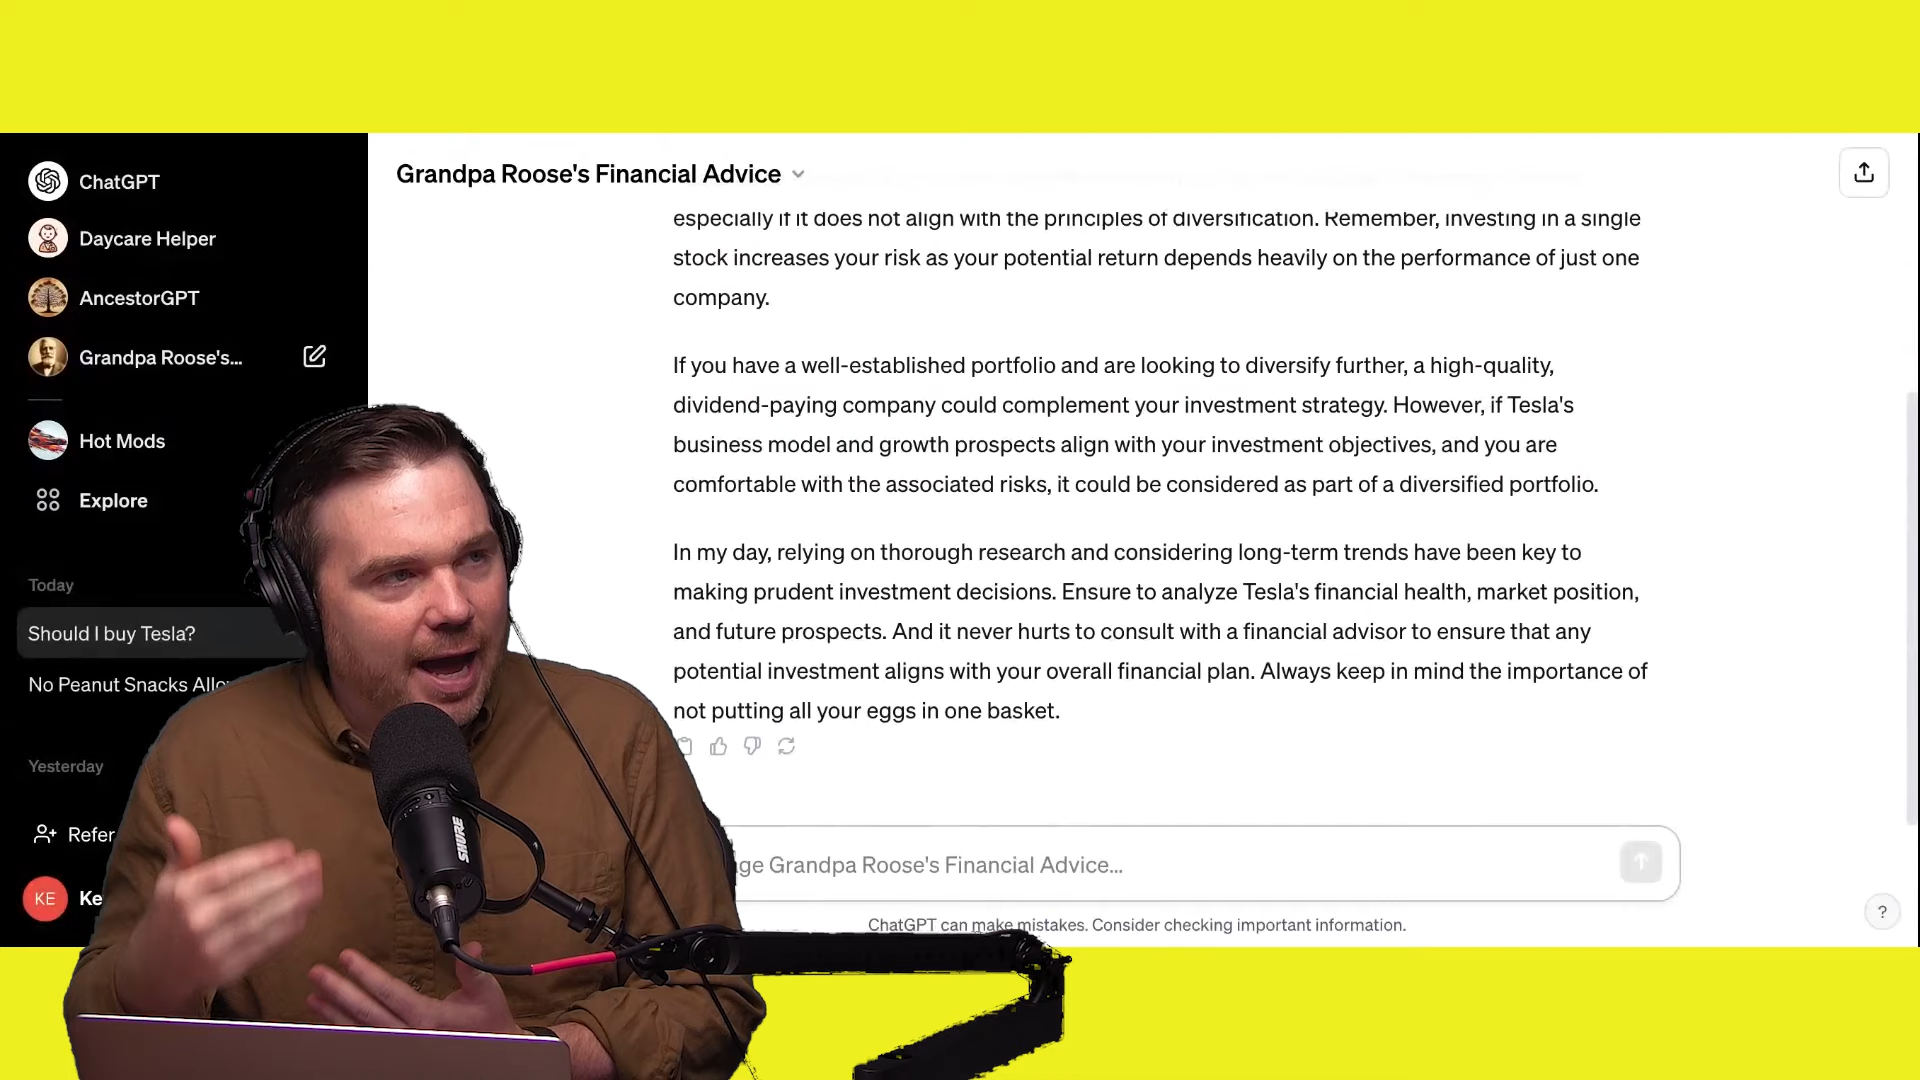 ChatGPT
Daycare Helper
AncestorGPT
Grandpa Roose's...
Hot Mods
Explore
Today
Should I buy Tesla?
No Peanut Snacks
Yesterday
KE
Grandpa Roose's Financial Advice
especially if it does not align with the principles of diversification. Remember, investing in a single
stock increases your risk as your potential return depends heavily on the performance of just one
company.
If you have a well-established portfolio and are looking to diversify further, a high-quality,
dividend-paying company could complement your investment strategy. However, if Tesla's
business model and growth prospects align with your investment objectives, and you are
comfortable with the associated risks, it could be considered as part of a diversified portfolio.
In my day, relying on thorough research and considering long-term trends have been key to
making prudent investment decisions. Ensure to analyze Tesla's financial health, market position,
and future prospects. And it never hurts to consult with a financial advisor to ensure that any
potential investment aligns with your overall financial plan. Always keep in mind the importance of
not putting all your eggs in one basket.
Grandpa Roose's Financial Advice...
ChatGPT can make mistakes. Consider checking important information.
?
SHURE